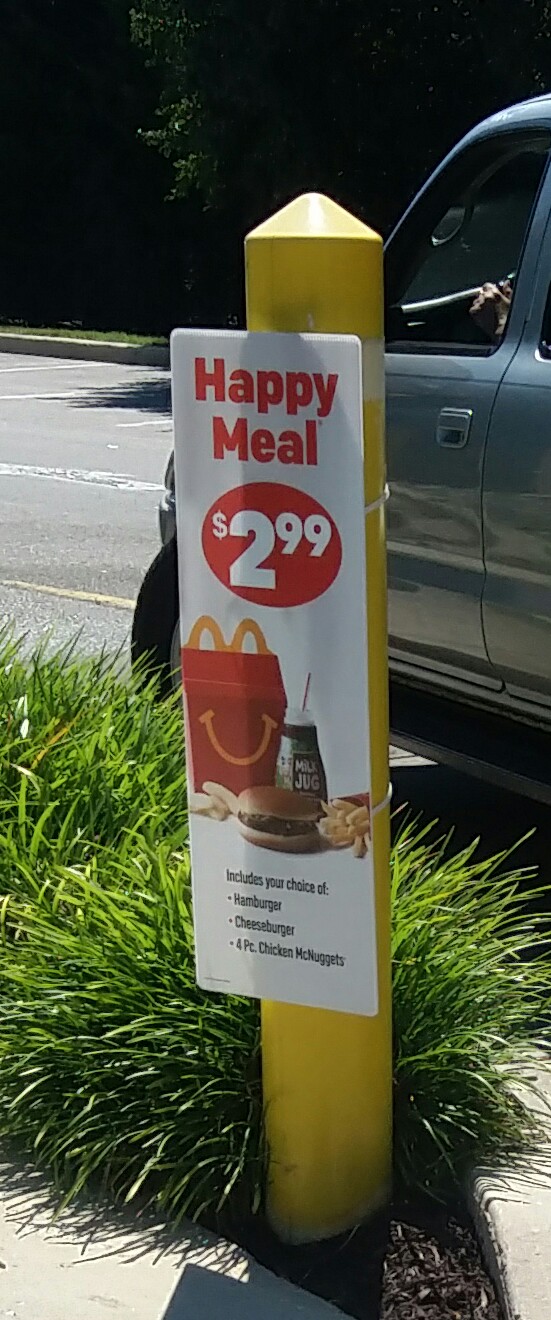 Happy
Meal
$2.99
MILK
JUG
Includes your choice of:
• Hamburger
• Cheeseburger
• 4 Pc. Chicken McNuggets®